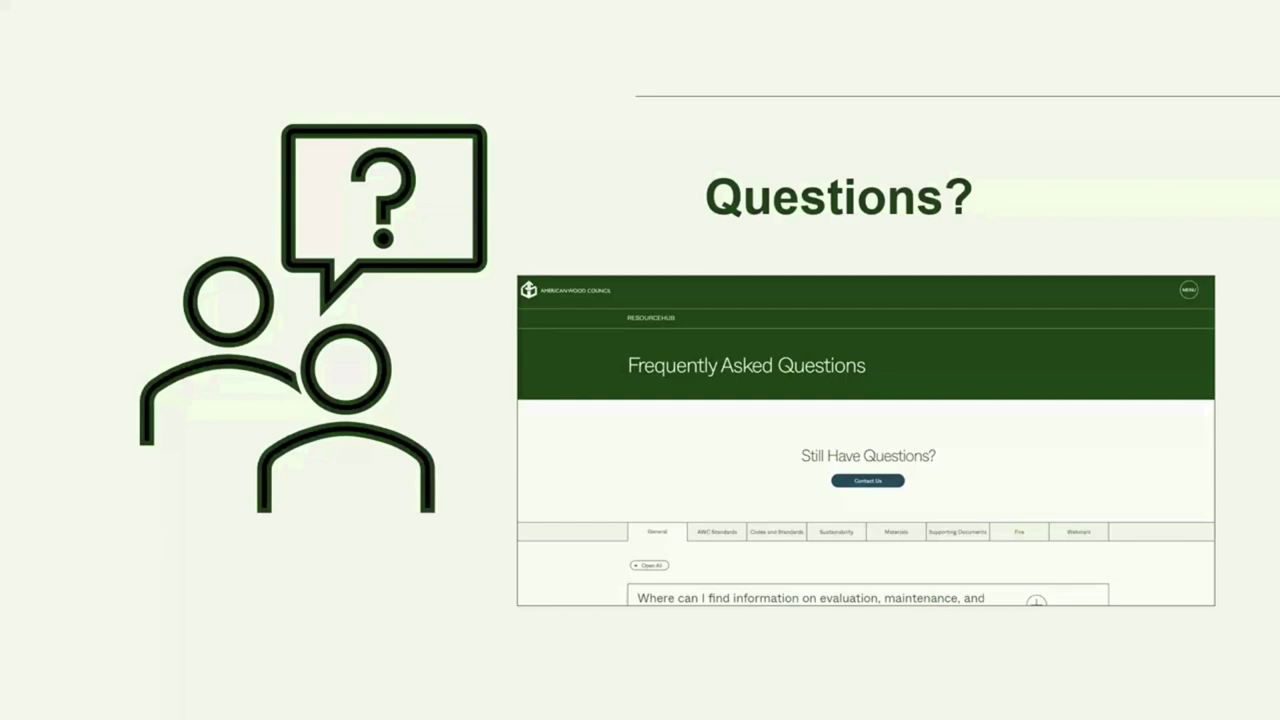 ?
Questions?
AMERICAN WOOD COUNCIL
MENU
RESOURCEHUB
Frequently Asked Questions
Still Have Questions?
Contact Us
General AWC Standards Codes and Standards Sustainability Materials Supporting Documents Fire Webinars
Open All
Where can I find information on evaluation, maintenance, and